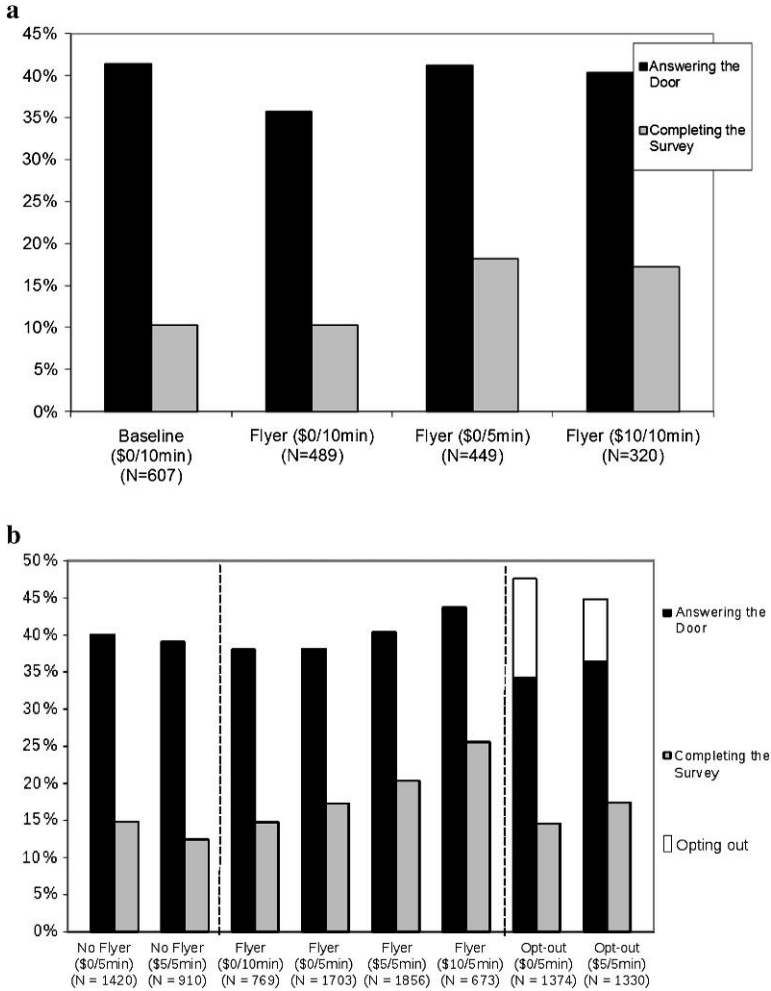 a
45%
40%
35%
30%
25%
20%
15%
10%
5%
0%
Answering the
Door
Completing the
Survey
Baseline
($0/10min)
(N=607)
Flyer ($0/10min)
(N=489)
Flyer ($0/5min)
(N=449)
Flyer ($10/10min)
(N=320)
b
50%
45%
40%
35%
30%
25%
20%
15%
10%
5%
0%
Answering the
Door
Completing the
Survey
Opting out
No Flyer
($0/5min)
(N = 1420)
No Flyer
($5/5min)
(N = 910)
Flyer
($0/10min)
(N = 769)
Flyer
($0/5min)
(N = 1703)
Flyer
($5/5min)
(N = 1856)
Flyer
($10/5min)
(N = 673)
Opt-out
($0/5min)
(N = 1374)
Opt-out
($5/5min)
(N = 1330)